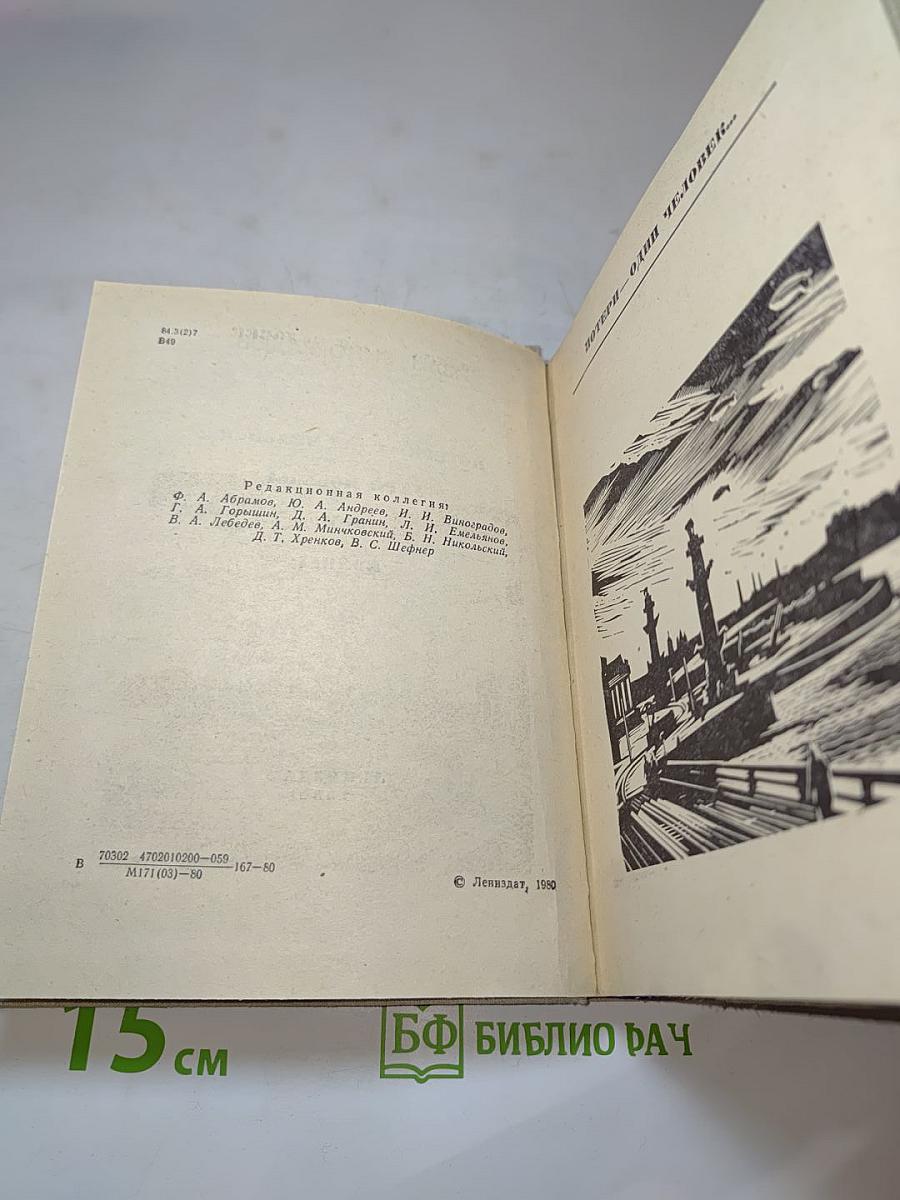 84.3(2)7
В49
Редакционная коллегия:
Ф. А. Абрамов, Ю. А. Андреев, И. И. Виноградов,
Г. А. Горышин, Д. А. Гранин, Л. И. Емельянов,
В. А. Лебедев, А. М. Минчковский, Б. Н. Никольский,
Д. Т. Хренков, В. С. Шефнер
В 70302 4702010200—059
М171(03)—80
167—80
© Лениздат, 1980
ПОТЕРИ — ОДИН ЧЕЛОВЕК...
15 см
БФ БИБЛИО РАЧ